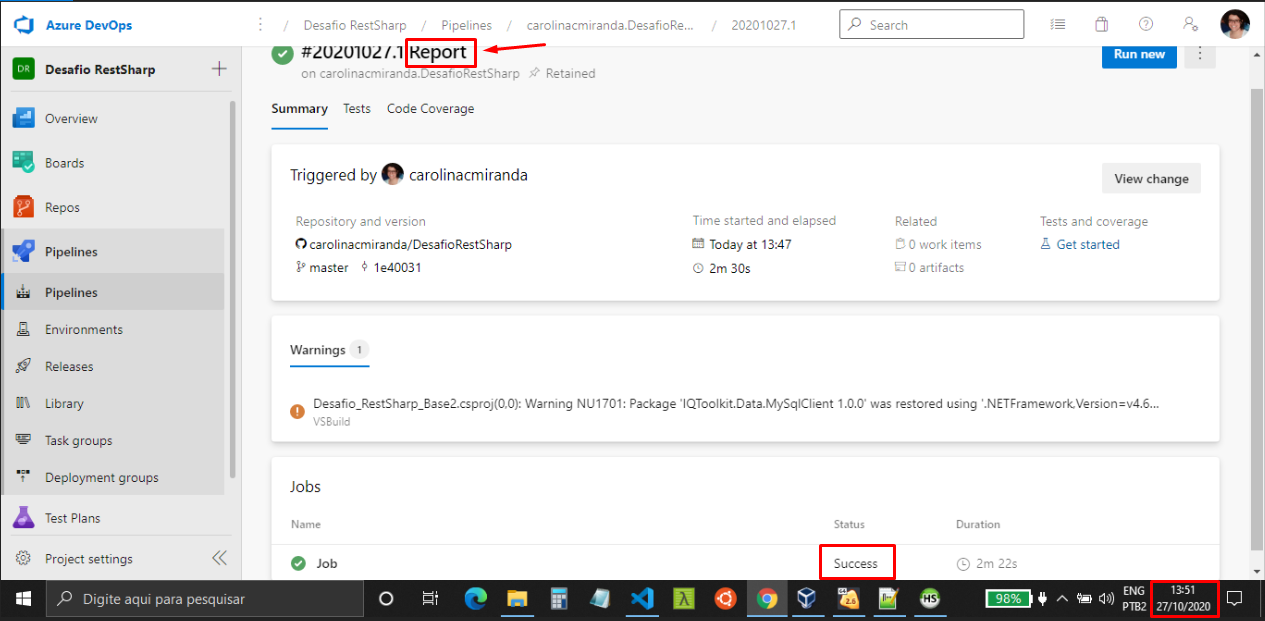 Azure DevOps
/ Desafio RestSharp / Pipelines / carolinacmiranda.DesafioRe... / 20201027.1
Search
DR Desafio RestSharp
Overview
Boards
Repos
Pipelines
Pipelines
Environments
Releases
Library
Task groups
Deployment groups
Test Plans
Project settings
#20201027.1 Report
on carolinacmiranda.DesafioRestSharp Retained
Run new
Summary Tests Code Coverage
Triggered by carolinacmiranda
View change
Repository and version
carolinacmiranda/DesafioRestSharp
master 1e40031
Time started and elapsed
Today at 13:47
2m 30s
Related
0 work items
0 artifacts
Tests and coverage
Get started
Warnings 1
Desafio_RestSharp_Base2.csproj(0,0): Warning NU1701: Package 'IQToolkit.Data.MySqlClient 1.0.0' was restored using '.NETFramework,Version=v4.6...
VSBuild
Jobs
Name Status Duration
Job Success 2m 22s
Digite aqui para pesquisar
2.6
HS
98%
ENG
PTB2
13:51
27/10/2020